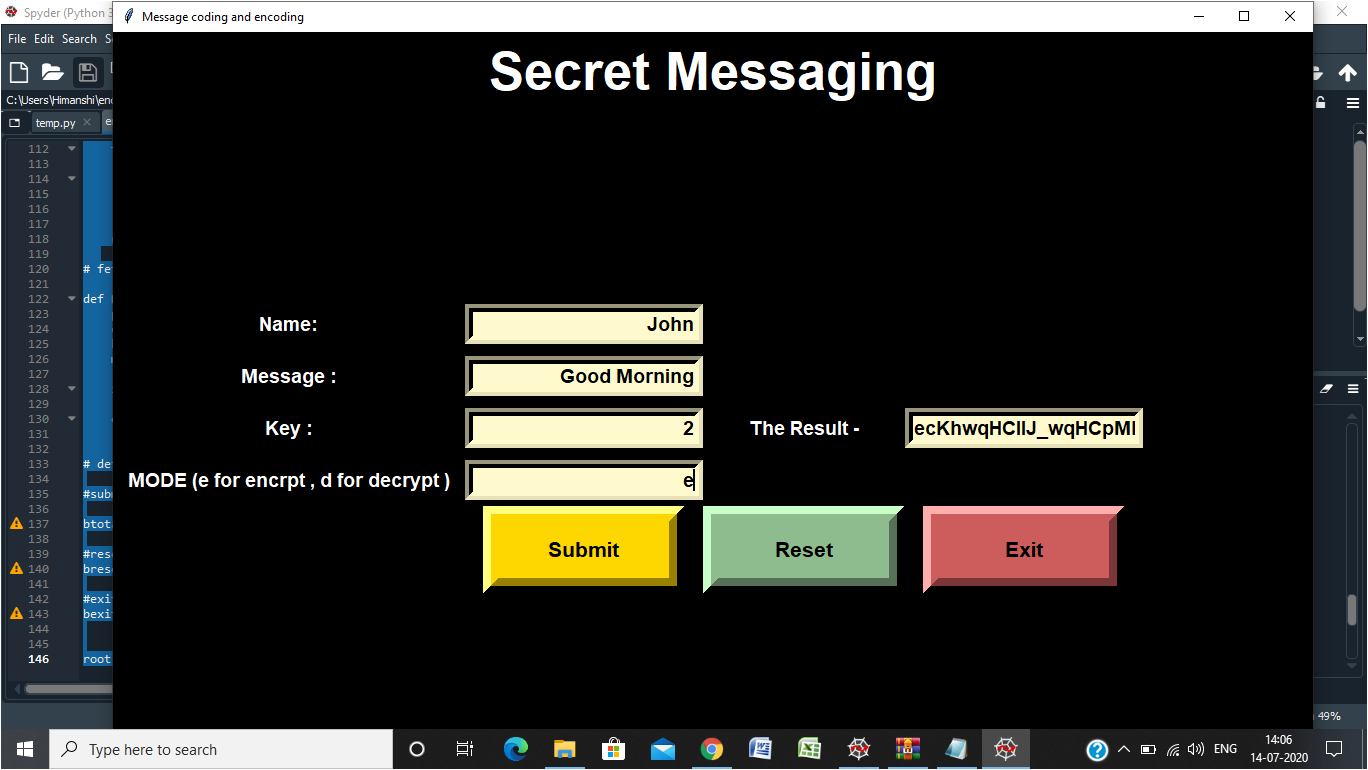 Spyder (Python 3
Message coding and encoding
File Edit Search
C:\Users\Himanshi\enc
temp.py
Secret Messaging
112
113
114
115
116
117
118
119
120 # fe
121
122 def
123
124
125
126
127
128
129
130
131
132
133 # de
134
135 #sub
136
137 btot
138
139 #res
140 bres
141
142 #exi
143 bexi
144
145
146 root
Name: John
Message : Good Morning
Key : 2 The Result - ecKhwqHCllJ_wqHCpMl
MODE (e for encrpt , d for decrypt ) e
Submit Reset Exit
49%
Type here to search
ENG
14:06
14-07-2020